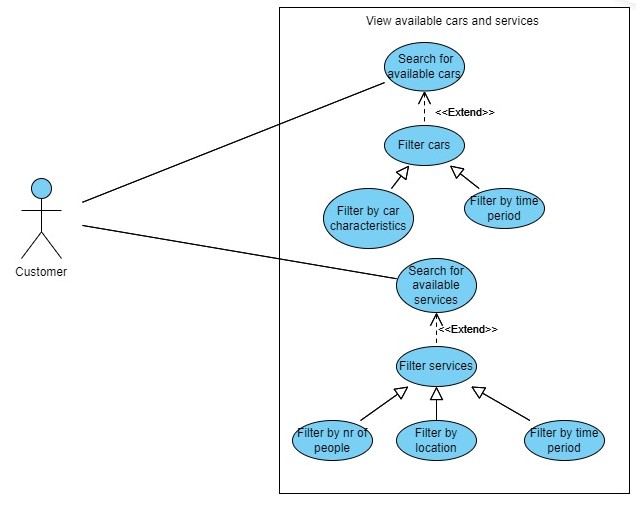 View available cars and services
Search for
available cars
<<Extend>>
Filter cars
Filter by car
characteristics
Filter by time
period
Customer
Search for
available
services
<<Extend>>
Filter services
Filter by nr of
people
Filter by
location
Filter by time
period